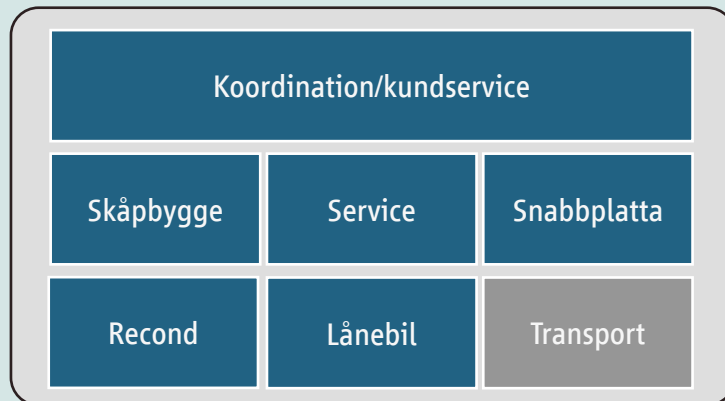 Koordination/kundservice
Skåpbygge
Service
Snabbplatta
Recond
Lånebil
Transport